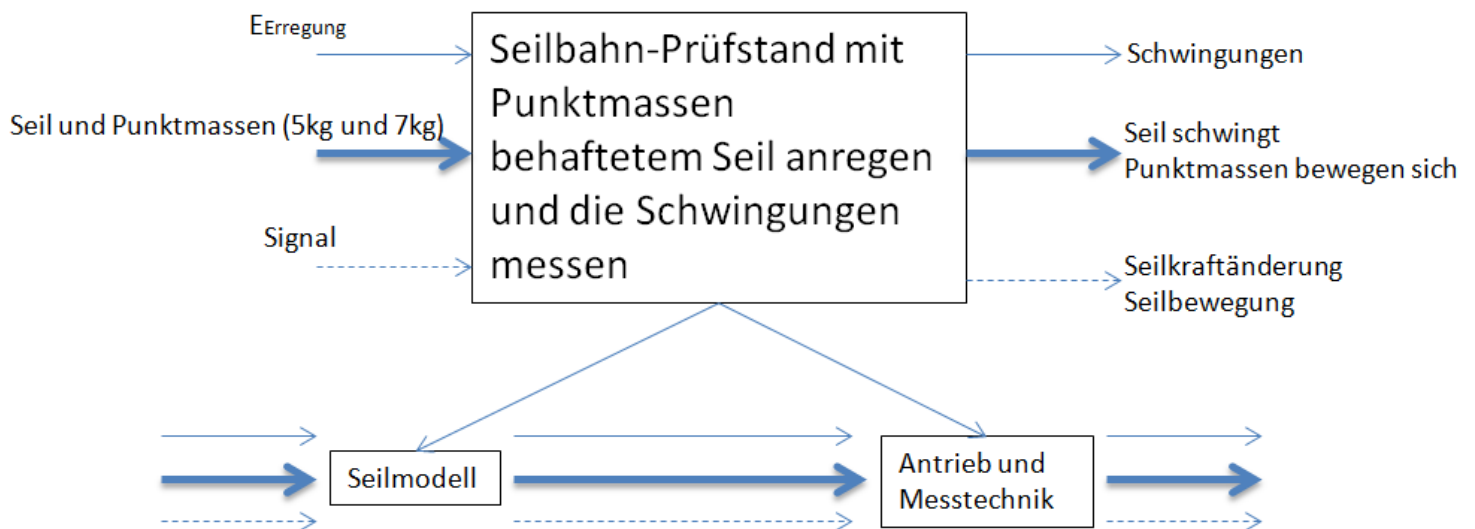 EErregung
Seil und Punktmassen (5kg und 7kg)
Signal
Seilbahn-Prüfstand mit
Punktmassen
behaftetem Seil anregen
und die Schwingungen
messen
Schwingungen
Seil schwingt
Punktmassen bewegen sich
Seilkraftänderung
Seilbewegung
Seilmodell
Antrieb und
Messtechnik